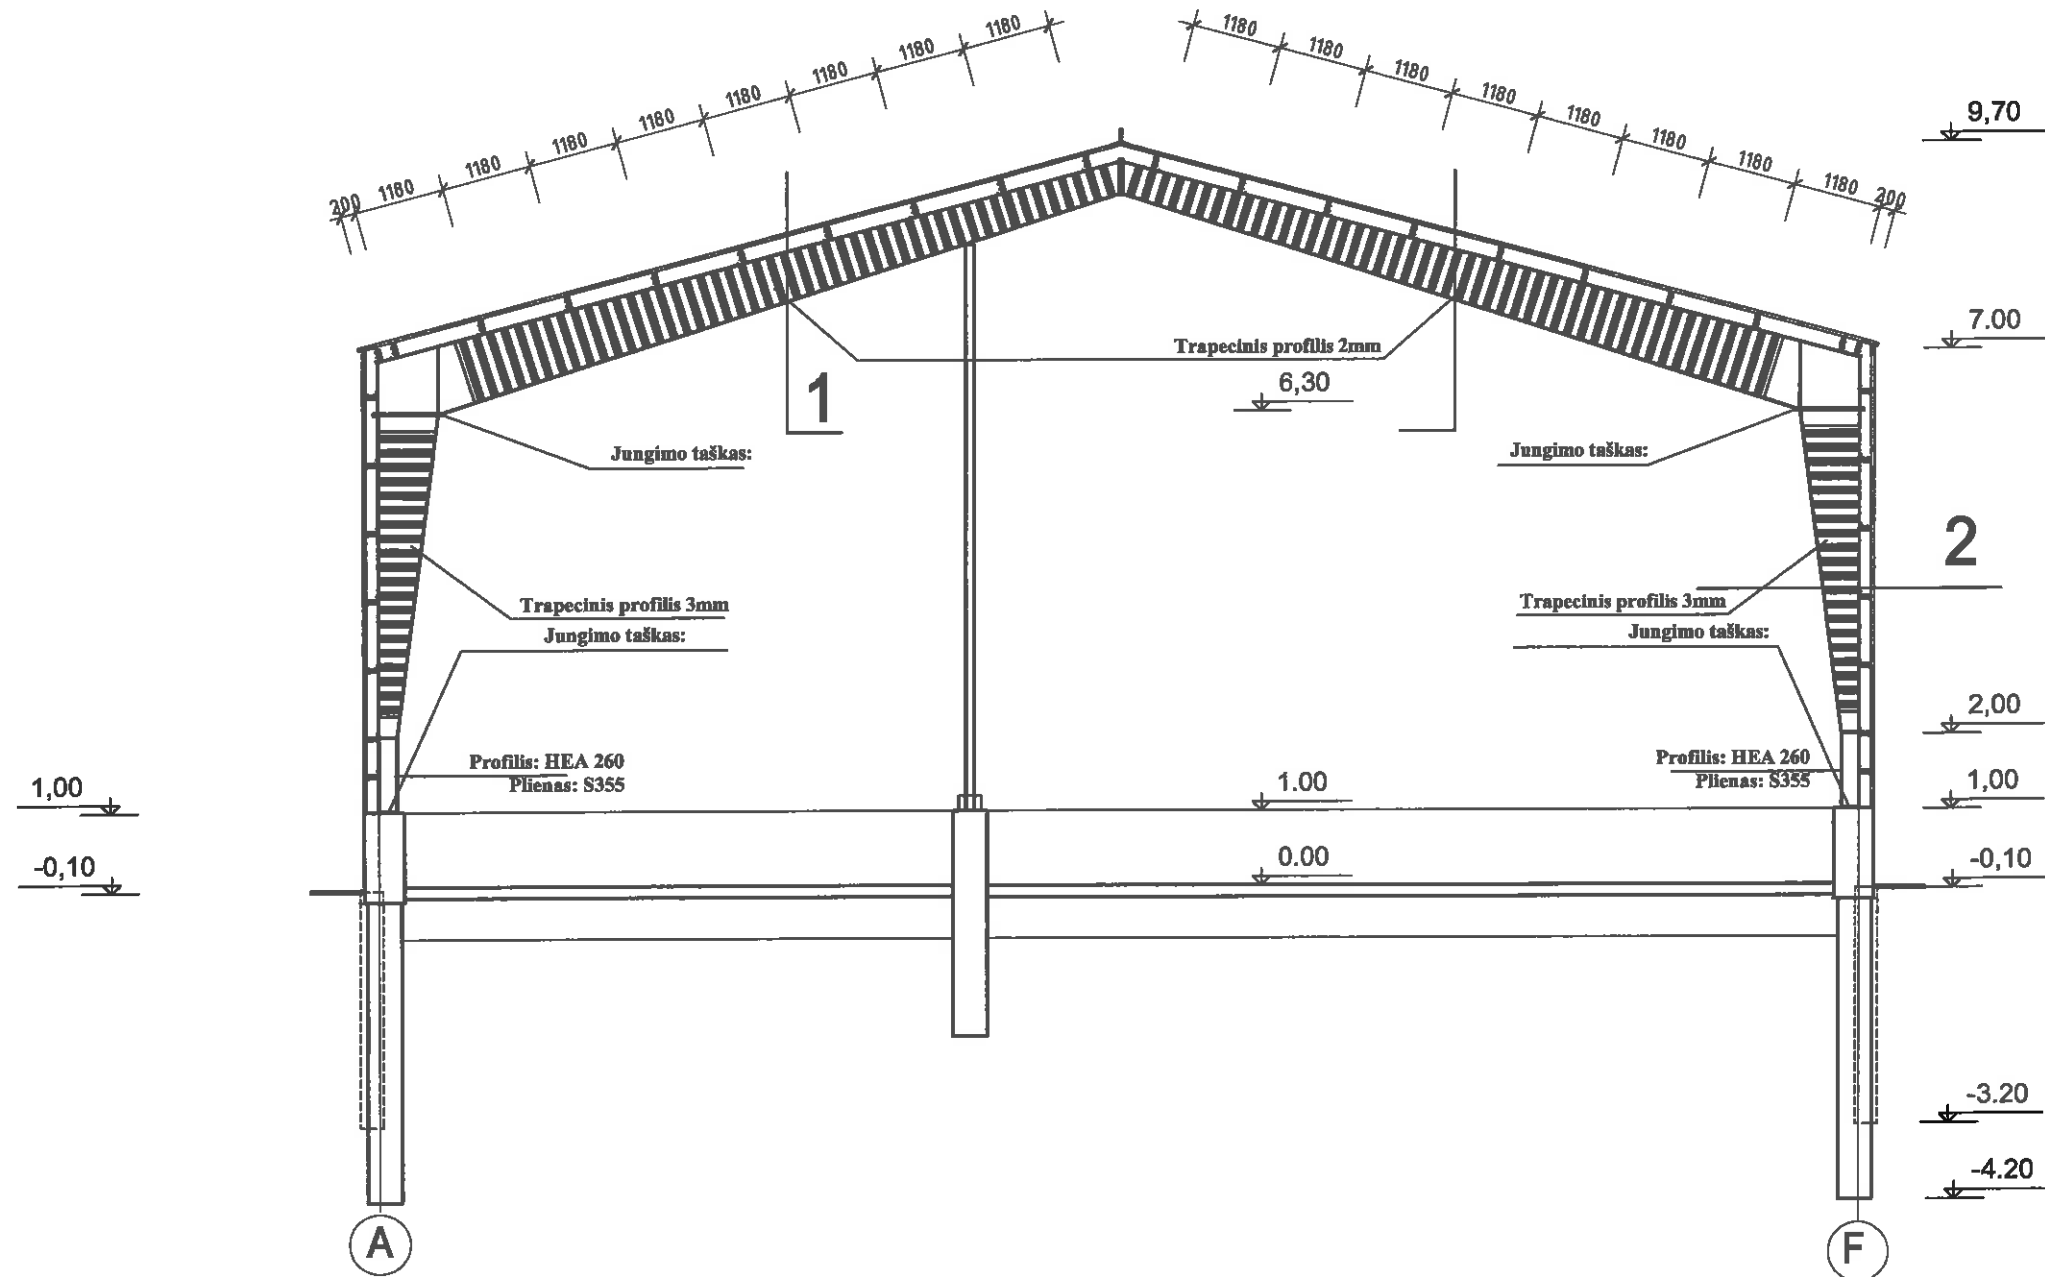 200 1180 1180 1180 1180 1180 1180 1180 1180
1180 1180 1180 1180 1180 1180 1180 1180 200
9,70
7.00
Trapecinis profilis 2mm
1
6,30
Jungimo taškas:
Jungimo taškas:
2
Trapecinis profilis 3mm
Jungimo taškas:
Trapecinis profilis 3mm
Jungimo taškas:
2,00
Profilis: HEA 260
Plienas: S355
Profilis: HEA 260
Plienas: S355
1,00
1.00
1,00
-0,10
0.00
-0,10
-3.20
-4.20
A
F